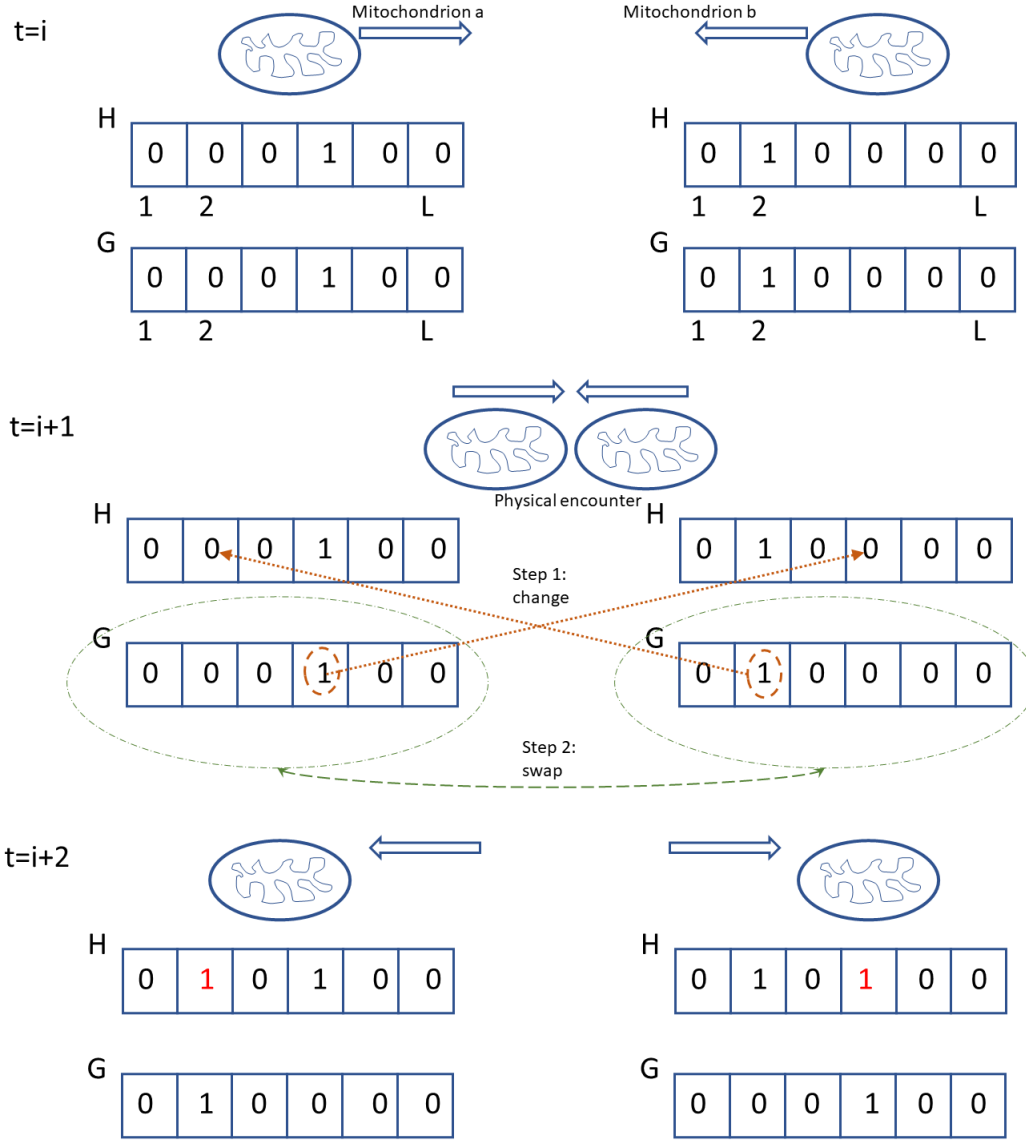 t=i
Mitochondrion a
Mitochondrion b
H
0 0 0 1 0 0
1 2 L
H
0 1 0 0 0 0
1 2 L
G
0 0 0 1 0 0
1 2 L
G
0 1 0 0 0 0
1 2 L
t=i+1
Physical encounter
H
0 0 0 1 0 0
H
0 1 0 0 0 0
Step 1:
change
G
0 0 0 1 0 0
G
0 1 0 0 0 0
Step 2:
swap
t=i+2
H
0 1 0 1 0 0
H
0 1 0 1 0 0
G
0 1 0 0 0 0
G
0 0 0 1 0 0